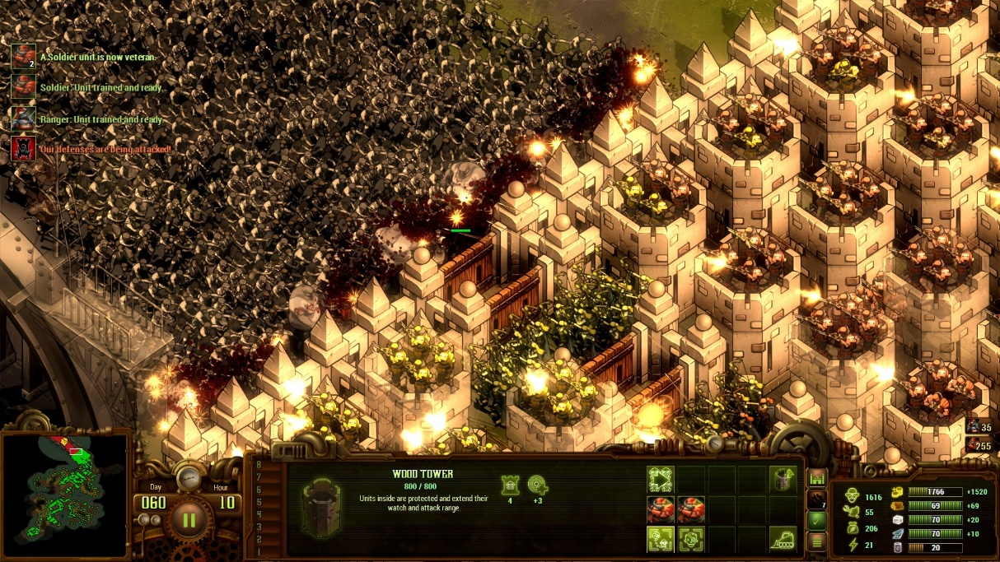 A Soldier unit is now veteran.
2
Soldier: Unit trained and ready.
Ranger: Unit trained and ready.
Our defenses are being attacked!
35
255
Day
Hour
060
10
8
7
6
5
4
3
2
1
WOOD TOWER
800 / 800
Units inside are protected and extend their
watch and attack range.
4
+3
7
1616
55
206
21
1766
+1520
69
+69
70
+20
70
+10
20